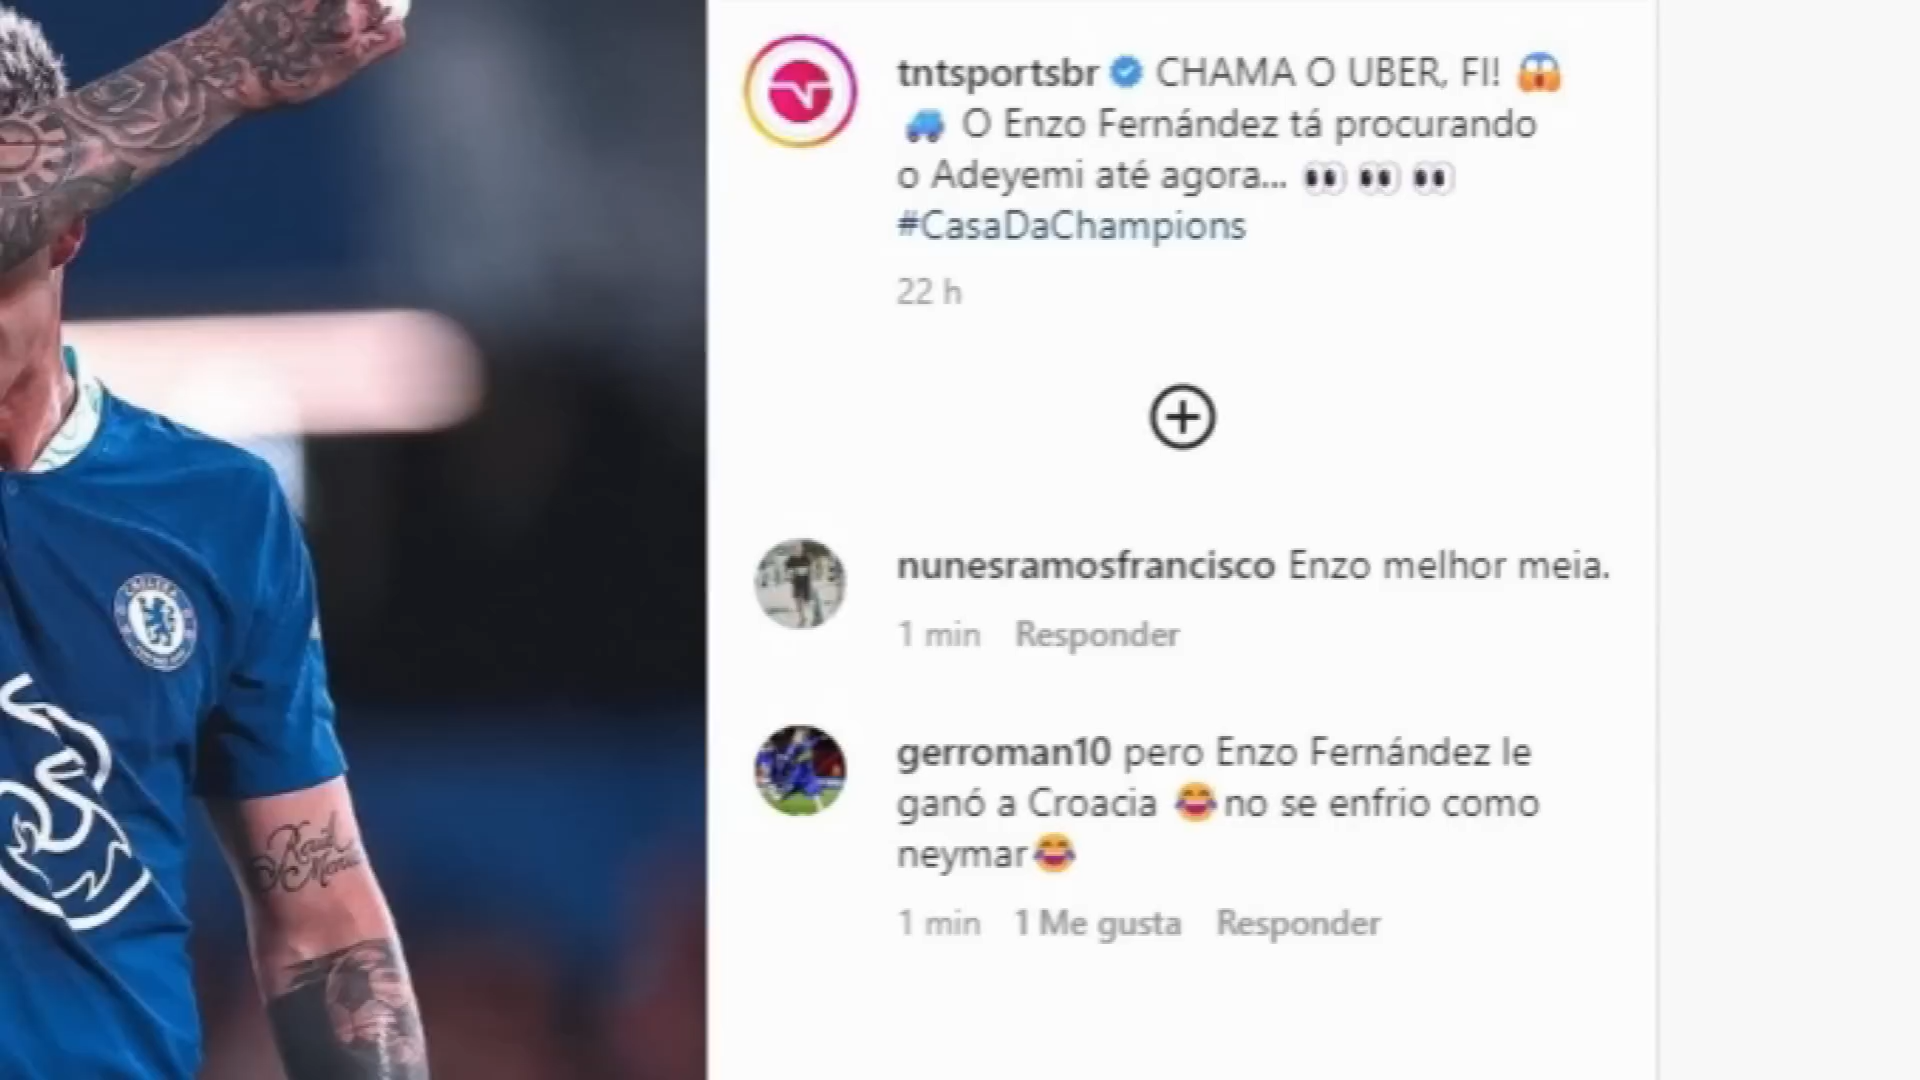 tntsportsbr CHAMA O UBER, FI! 😱
🚙 O Enzo Fernández tá procurando
o Adeyemi até agora... 👀👀👀
#CasaDaChampions
22 h
nunesramosfrancisco Enzo melhor meia.
1 min Responder
gerroman10 pero Enzo Fernández le
ganó a Croacia 😂no se enfrio como
neymar😂
1 min 1 Me gusta Responder